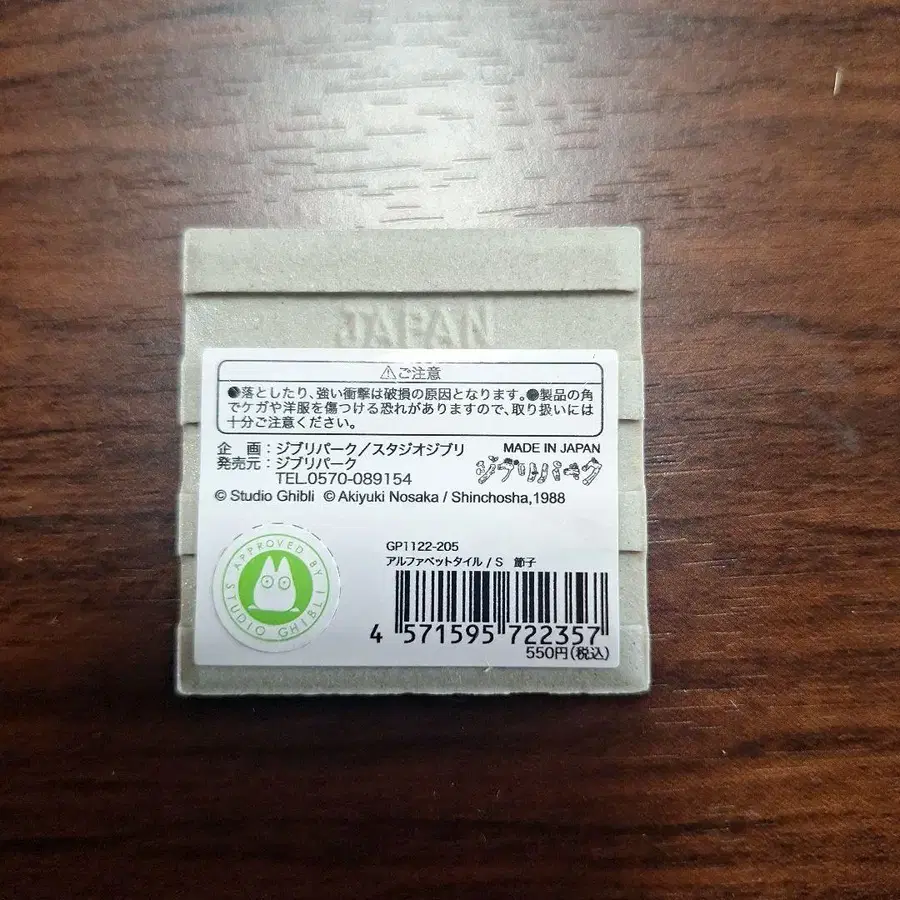 JAPAN
⚠ご注意
●落としたり、強い衝撃は破損の原因となります。●製品の角
でケガや洋服を傷つける恐れがありますので、取り扱いには
十分ご注意ください。
企　画：ジブリパーク／スタジオジブリ
発売元：ジブリパーク
TEL.0570-089154
MADE IN JAPAN
ジブリパーク
© Studio Ghibli © Akiyuki Nosaka / Shinchosha,1988
APPROVED BY
STUDIO GHIBLI
GP1122-205
アルファベットタイル / S 節子
4 571595 722357
550円(税込)